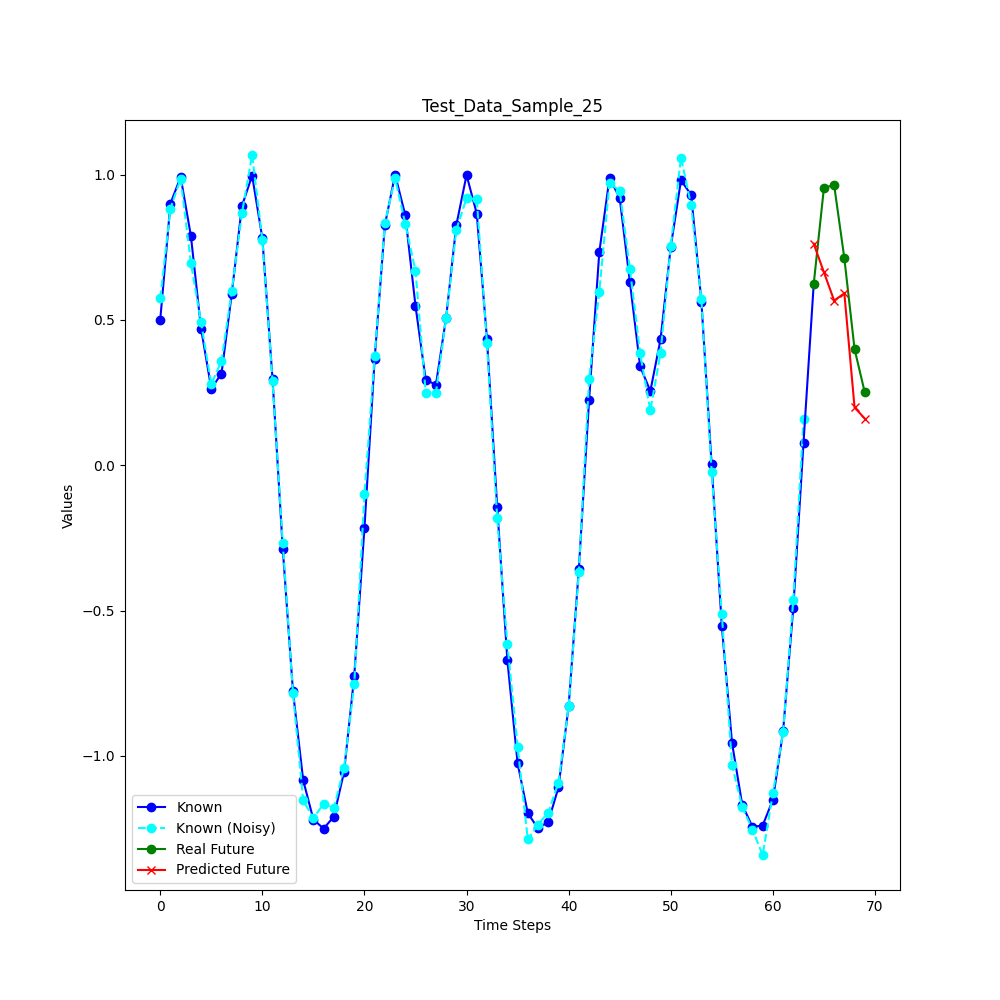 Test_Data_Sample_25
1.0
0.5
0.0
−0.5
−1.0
Values
Known
Known (Noisy)
Real Future
Predicted Future
0 10 20 30 40 50 60 70
Time Steps